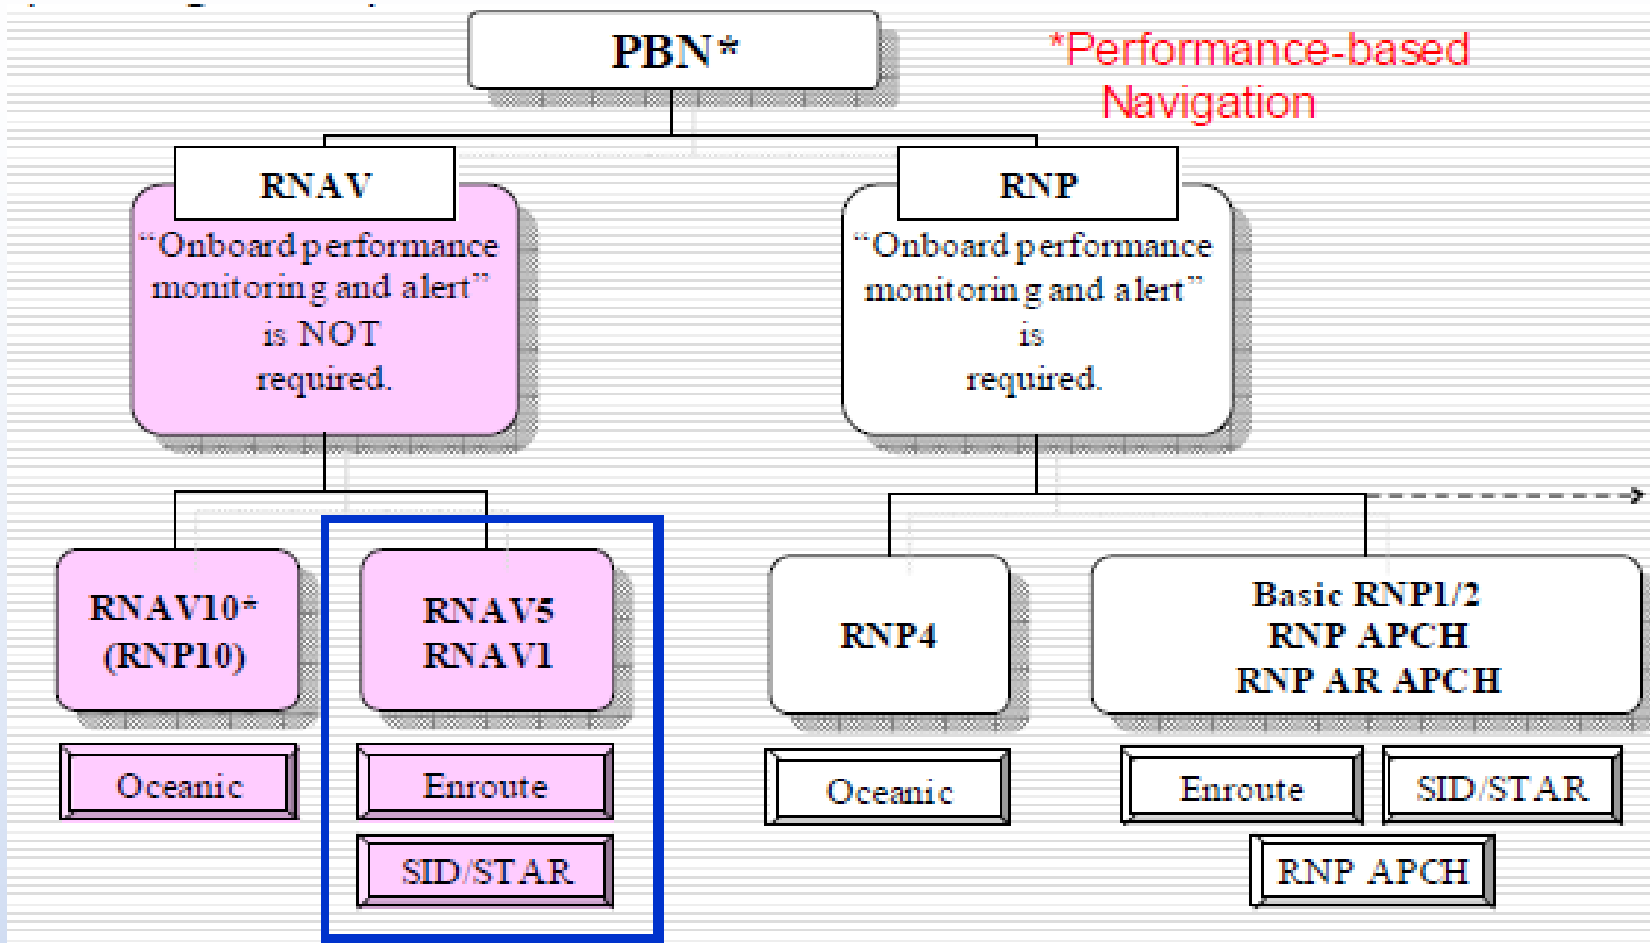 PBN*
*Performance-based
Navigation
RNAV
"Onboard performance
monitoring and alert"
is NOT
required.
RNP
"Onboard performance
monitoring and alert"
is
required.
RNAV10*
(RNP10)
Oceanic
RNAV5
RNAV1
Enroute
SID/STAR
RNP4
Oceanic
Basic RNP1/2
RNP APCH
RNP AR APCH
Enroute
SID/STAR
RNP APCH